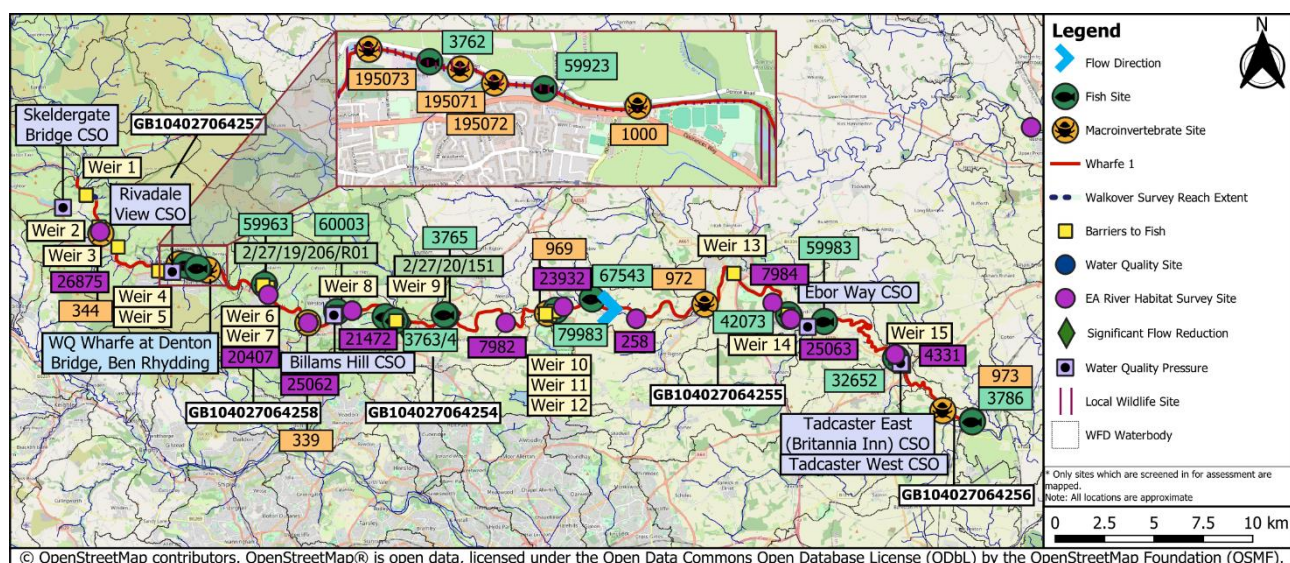 3762
59923
195073
195071
195072
1000
Skeldergate
Bridge CSO
GB104027064257
Weir 1
Rivadale
View CSO
Weir 2
Weir 3
26875
344
Weir 4
Weir 5
WQ Wharfe at Denton
Bridge, Ben Rhydding
59963
60003
2/27/19/206/R01
3765
2/27/20/151
Weir 8
Weir 9
Weir 6
Weir 7
20407
21472
3763/4
Billams Hill CSO
25062
7982
GB104027064258
GB104027064254
339
969
23932
67543
972
79983
258
Weir 10
Weir 11
Weir 12
Weir 13
7984
59983
Ebor Way CSO
42073
Weir 14
25063
GB104027064255
Weir 15
4331
32652
973
3786
Tadcaster East
(Britannia Inn) CSO
Tadcaster West CSO
GB104027064256
Legend
N
Flow Direction
Fish Site
Macroinvertebrate Site
Wharfe 1
Walkover Survey Reach Extent
Barriers to Fish
Water Quality Site
EA River Habitat Survey Site
Significant Flow Reduction
Water Quality Pressure
Local Wildlife Site
WFD Waterbody
* Only sites which are screened in for assessment are
mapped.
Note: All locations are approximate
0 2.5 5 7.5 10 km
© OpenStreetMap contributors. OpenStreetMap® is open data, licensed under the Open Data Commons Open Database License (ODbL) by the OpenStreetMap Foundation (OSMF).